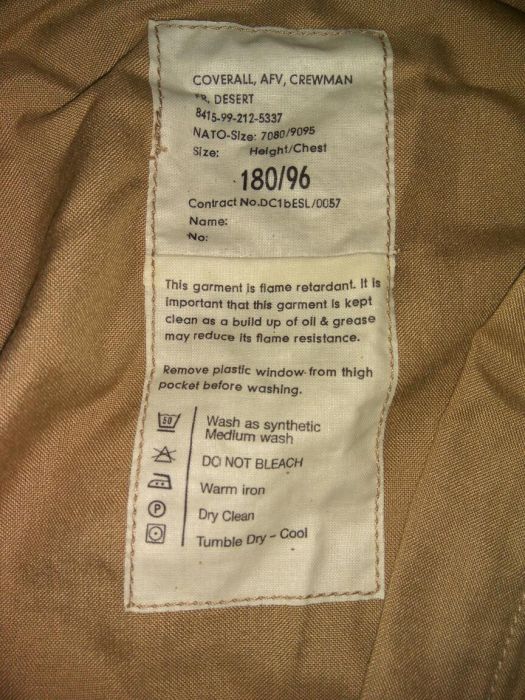 COVERALL, AFV, CREWMAN
FR, DESERT
8415-99-212-5337
NATO-Size: 7080/9095
Size: Height/Chest
180/96
Contract No.DC1bESL/0057
Name:
No:
This garment is flame retardant. It is
important that this garment is kept
clean as a build up of oil & grease
may reduce its flame resistance.
Remove plastic window from thigh
pocket before washing.
50 Wash as synthetic
Medium wash
DO NOT BLEACH
Warm iron
P Dry Clean
Tumble Dry - Cool